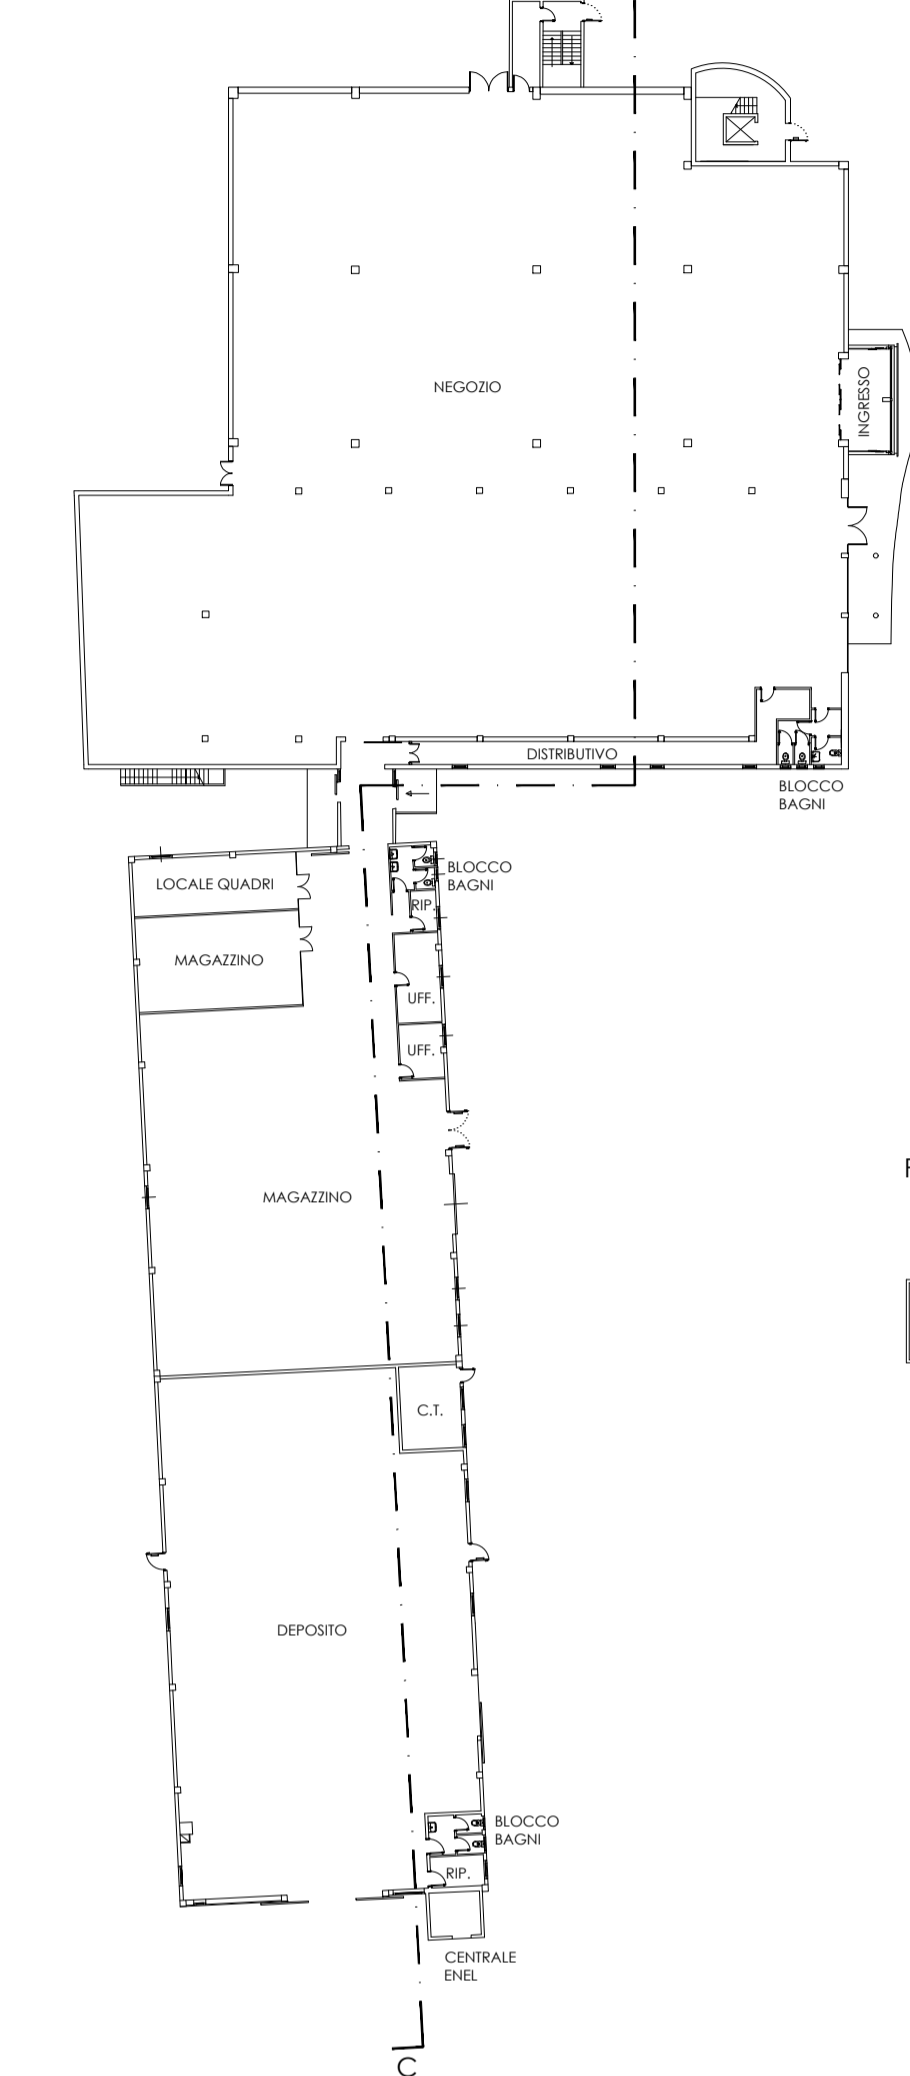 NEGOZIO
INGRESSO
DISTRIBUTIVO
BLOCCO
BAGNI
LOCALE QUADRI
BLOCCO
BAGNI
RIP.
MAGAZZINO
UFF.
UFF.
MAGAZZINO
C.T.
DEPOSITO
BLOCCO
BAGNI
RIP.
CENTRALE
ENEL
C